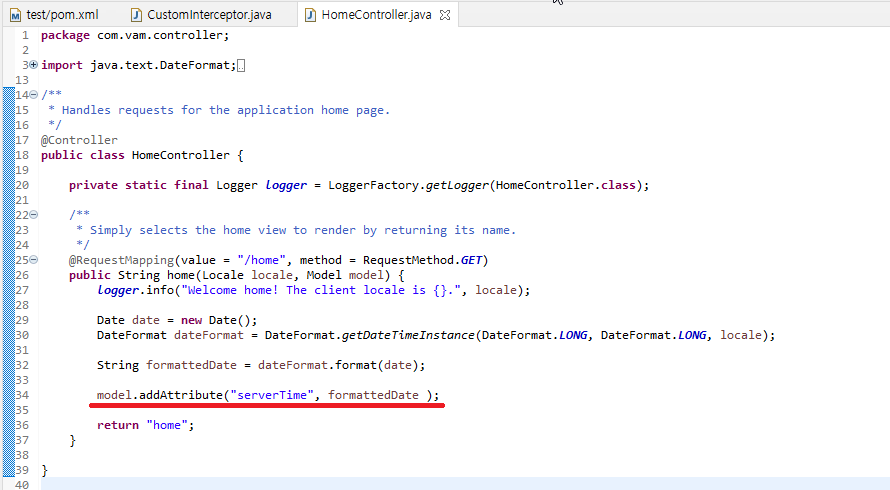 test/pom.xml CustomInterceptor.java HomeController.java
1 package com.vam.controller;
2
3 import java.text.DateFormat;
13
14 /**
15  * Handles requests for the application home page.
16  */
17 @Controller
18 public class HomeController {
19
20     private static final Logger logger = LoggerFactory.getLogger(HomeController.class);
21
22     /**
23      * Simply selects the home view to render by returning its name.
24      */
25     @RequestMapping(value = "/home", method = RequestMethod.GET)
26     public String home(Locale locale, Model model) {
27         logger.info("Welcome home! The client locale is {}.", locale);
28
29         Date date = new Date();
30         DateFormat dateFormat = DateFormat.getDateTimeInstance(DateFormat.LONG, DateFormat.LONG, locale);
31
32         String formattedDate = dateFormat.format(date);
33
34         model.addAttribute("serverTime", formattedDate );
35
36         return "home";
37     }
38
39 }
40